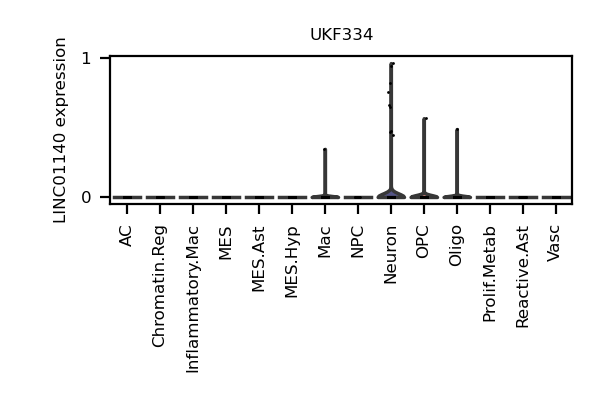 UKF334
LINC01140 expression
1
0
AC
Chromatin.Reg
Inflammatory.Mac
MES
MES.Ast
MES.Hyp
Mac
NPC
Neuron
OPC
Oligo
Prolif.Metab
Reactive.Ast
Vasc